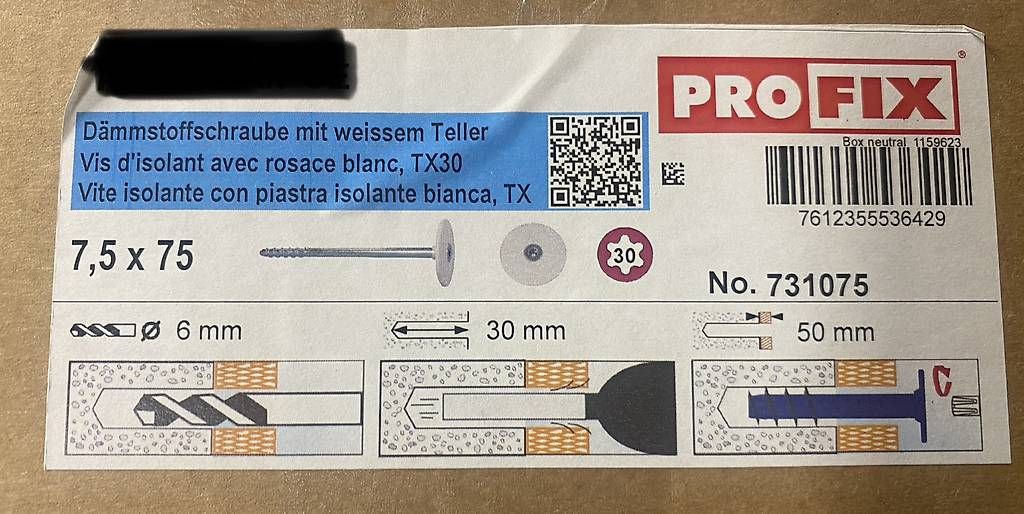 PROFIX®
Dämmstoffschraube mit weissem Teller
Vis d'isolant avec rosace blanc, TX30
Vite isolante con piastra isolante bianca, TX
Box neutral 1159623
7612355536429
7,5 x 75
30
No. 731075
Ø 6 mm
30 mm
50 mm